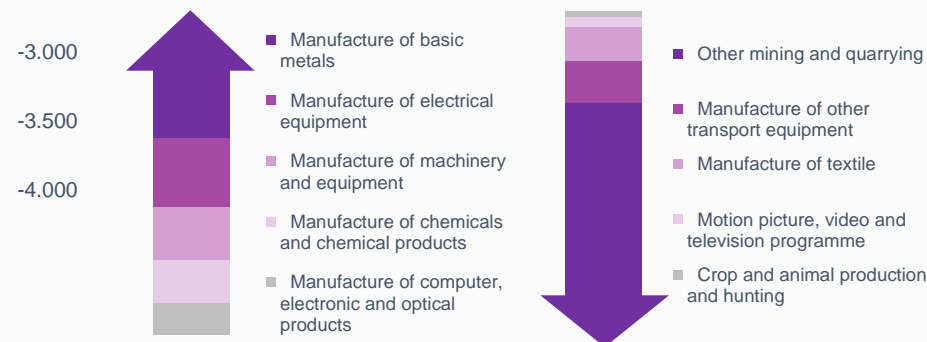 -3.000
-3.500
-4.000
Manufacture of basic
metals
Manufacture of electrical
equipment
Manufacture of machinery
and equipment
Manufacture of chemicals
and chemical products
Manufacture of computer,
electronic and optical
products
Other mining and quarrying
Manufacture of other
transport equipment
Manufacture of textile
Motion picture, video and
television programme
Crop and animal production
and hunting